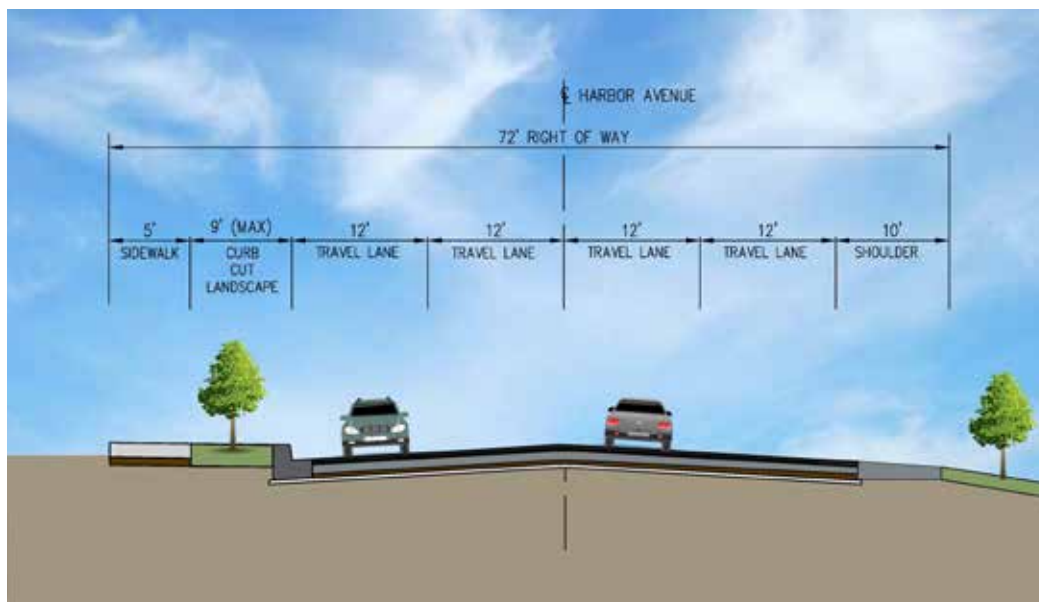 ℄ HARBOR AVENUE
72' RIGHT OF WAY
5' 9' (MAX) 12' 12' 12' 12' 10'
SIDEWALK CURB CUT LANDSCAPE TRAVEL LANE TRAVEL LANE TRAVEL LANE TRAVEL LANE SHOULDER